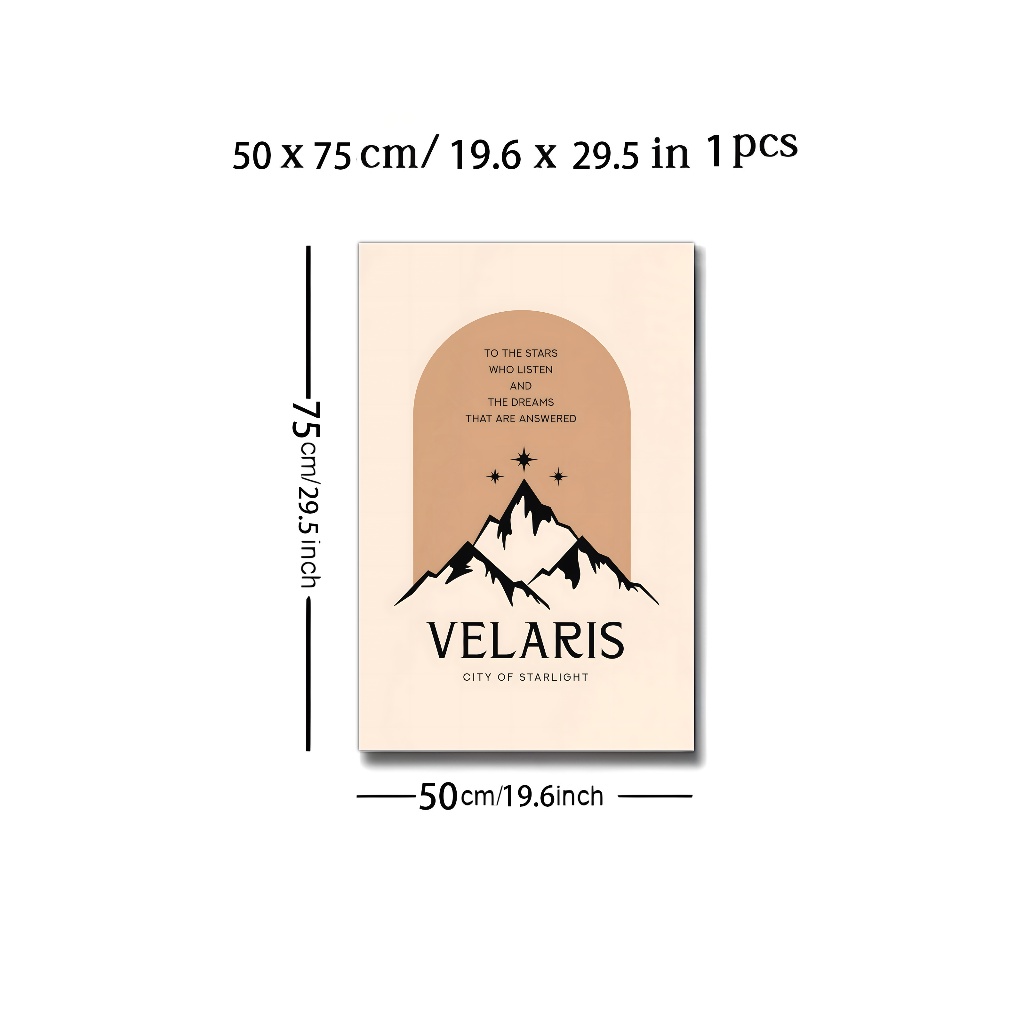 50 x 75 cm/ 19.6 x 29.5 in 1 pcs
TO THE STARS
WHO LISTEN
AND
THE DREAMS
THAT ARE ANSWERED
VELARIS
CITY OF STARLIGHT
75cm/29.5inch
50cm/19.6inch